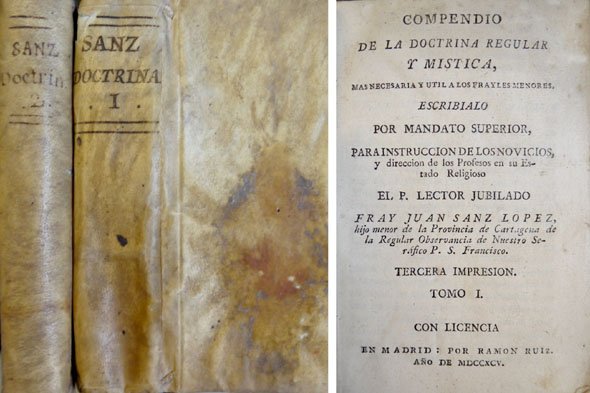 SANZ
Doctrin.
2.
SANZ
DOCTRINA
. I .
COMPENDIO
DE LA DOCTRINA REGULAR
Y MISTICA,
MAS NECESARIA Y UTIL A LOS FRAYLES MENORES,
ESCRIBIALO
POR MANDATO SUPERIOR,
PARA INSTRUCCION DE LOS NOVICIOS,
y direccion de los Profesos en su Es-
tado Religioso
EL P. LECTOR JUBILADO
FRAY JUAN SANZ LOPEZ,
hijo menor de la Provincia de Cartagena de
la Regular Observancia de Nuestro Se-
ráfico P. S. Francisco.
TERCERA IMPRESION.
TOMO I.
CON LICENCIA
EN MADRID: POR RAMON RUIZ.
AÑO DE MDCCXCV.